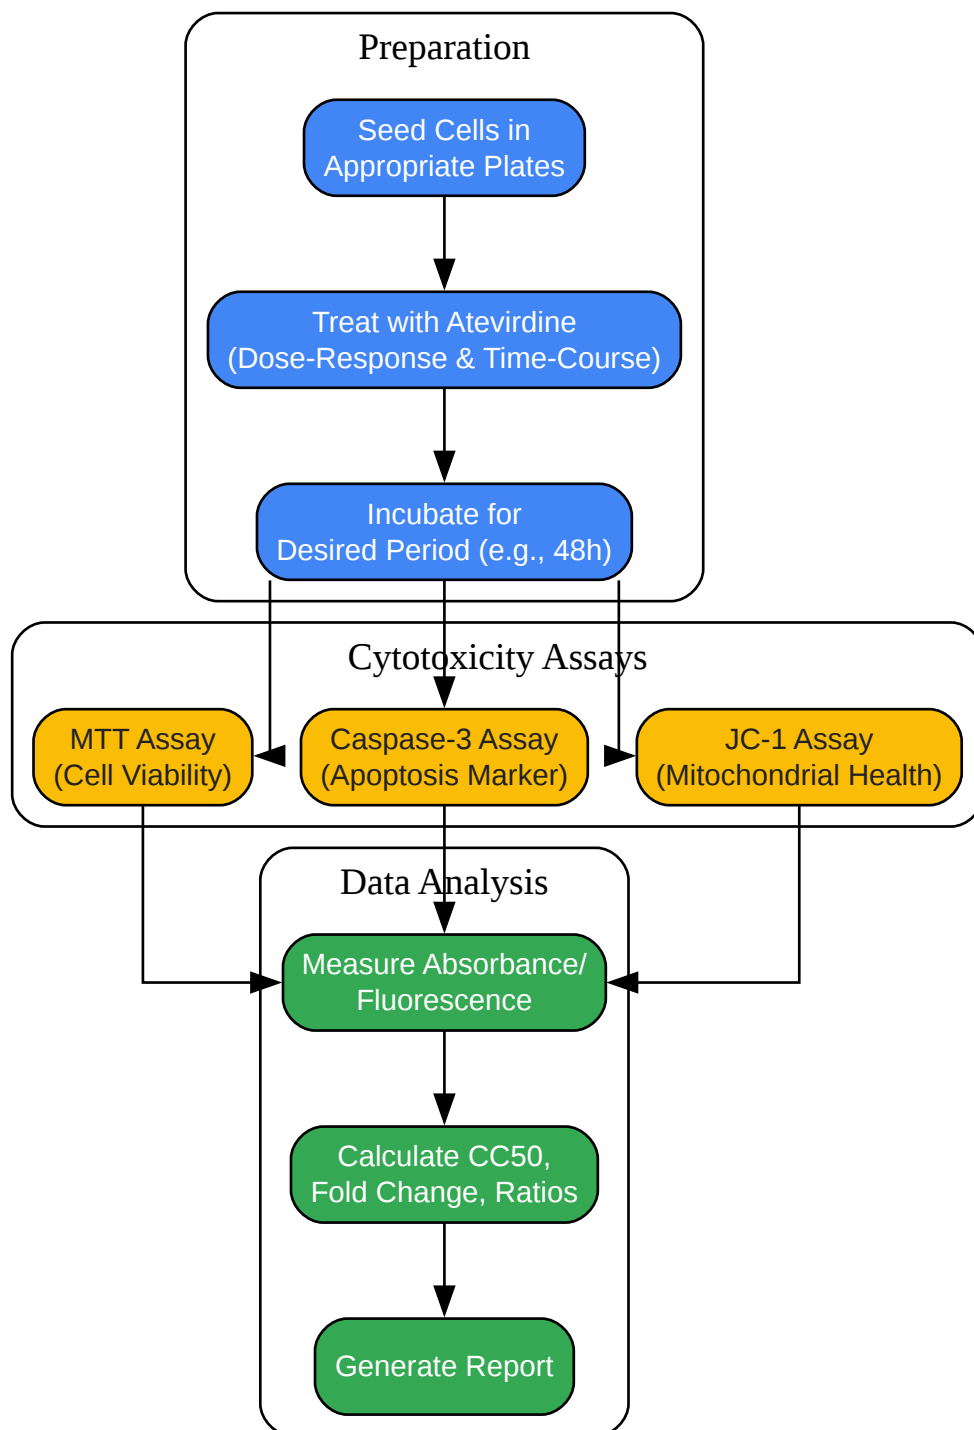 Preparation
Seed Cells in
Appropriate Plates
Treat with Atevirdine
(Dose-Response & Time-Course)
Incubate for
Desired Period (e.g., 48h)
Cytotoxicity Assays
MTT Assay
(Cell Viability)
Caspase-3 Assay
(Apoptosis Marker)
JC-1 Assay
(Mitochondrial Health)
Data Analysis
Measure Absorbance/
Fluorescence
Calculate CC50,
Fold Change, Ratios
Generate Report